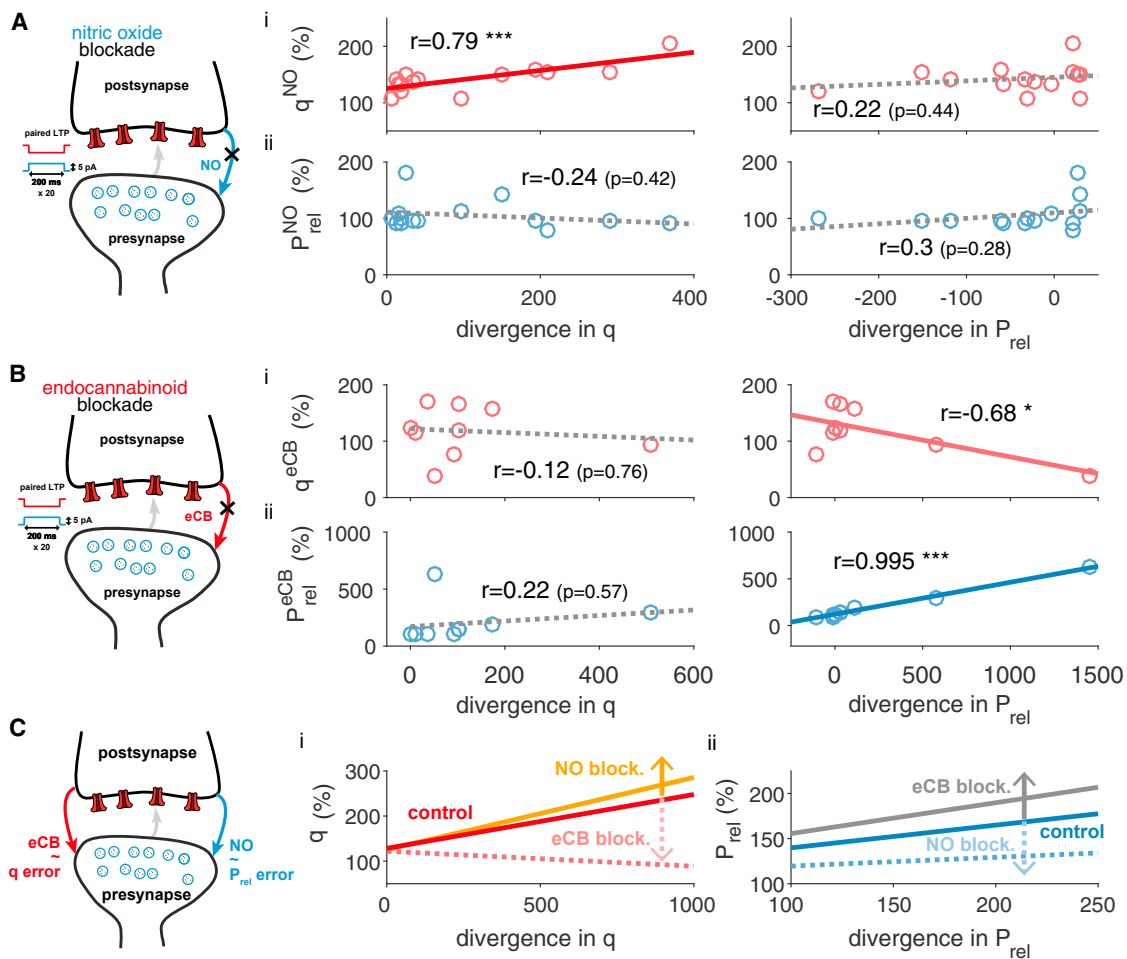 A
nitric oxide
blockade
postsynapse
paired LTP
5 pA
200 ms
x 20
NO
presynapse
i
q^NO (%)
200
100
r=0.79 ***
r=0.22 (p=0.44)
ii
P_rel^NO (%)
200
100
0
r=-0.24 (p=0.42)
r=0.3 (p=0.28)
0 200 400
divergence in q
-300 -200 -100 0
divergence in P_rel
B
endocannabinoid
blockade
postsynapse
paired LTP
5 pA
200 ms
x 20
eCB
presynapse
i
q^eCB (%)
200
100
0
r=-0.12 (p=0.76)
200
100
0
r=-0.68 *
ii
P_rel^eCB (%)
1000
500
0
r=0.22 (p=0.57)
1000
500
0
r=0.995 ***
0 200 400 600
divergence in q
0 500 1000 1500
divergence in P_rel
C
postsynapse
eCB
~
q error
NO
~
P_rel error
presynapse
i
q (%)
300
200
100
NO block.
control
eCB block.
0 500 1000
divergence in q
ii
P_rel (%)
200
150
100
eCB block.
control
NO block.
100 150 200 250
divergence in P_rel